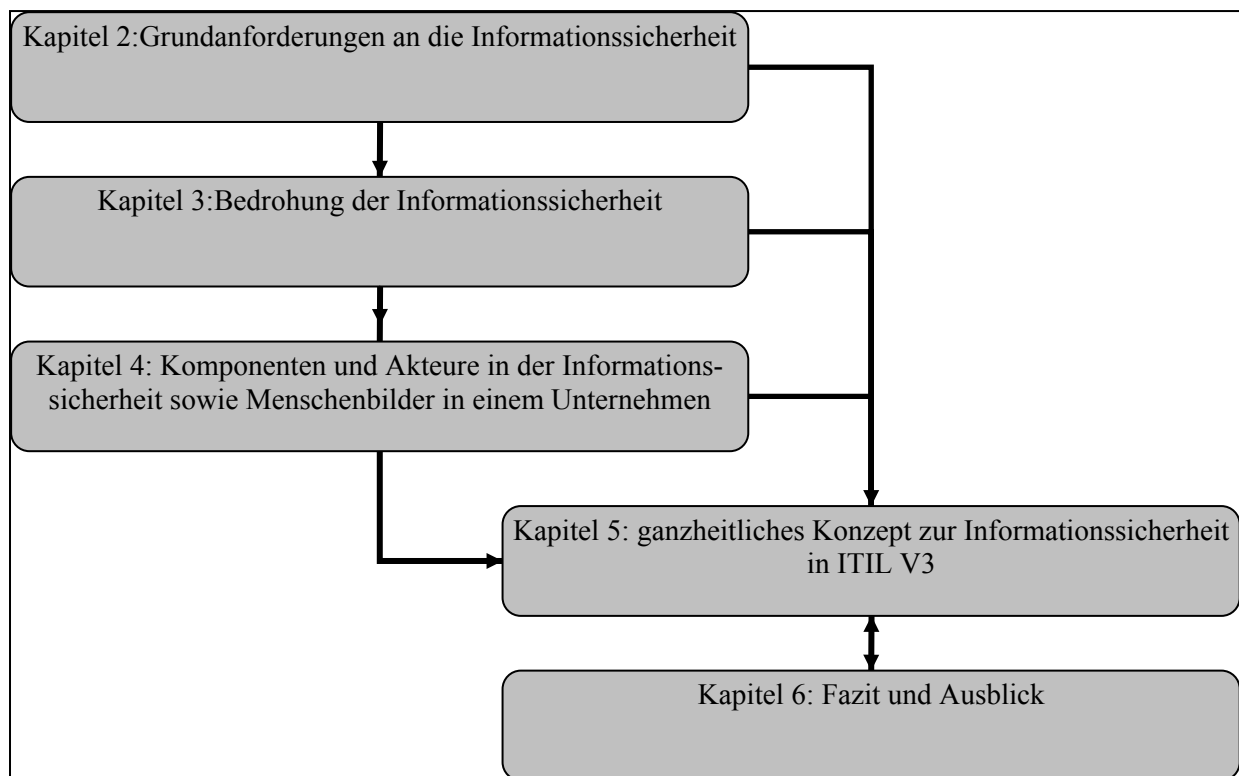 Kapitel 2:Grundanforderungen an die Informationssicherheit
Kapitel 3:Bedrohung der Informationssicherheit
Kapitel 4: Komponenten und Akteure in der Informations-
sicherheit sowie Menschenbilder in einem Unternehmen
Kapitel 5: ganzheitliches Konzept zur Informationssicherheit
in ITIL V3
Kapitel 6: Fazit und Ausblick